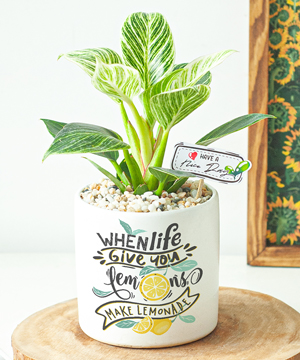 HAVE A
Nice Day
WHEN life
GIVE YOU
lemons,
MAKE LEMONADE